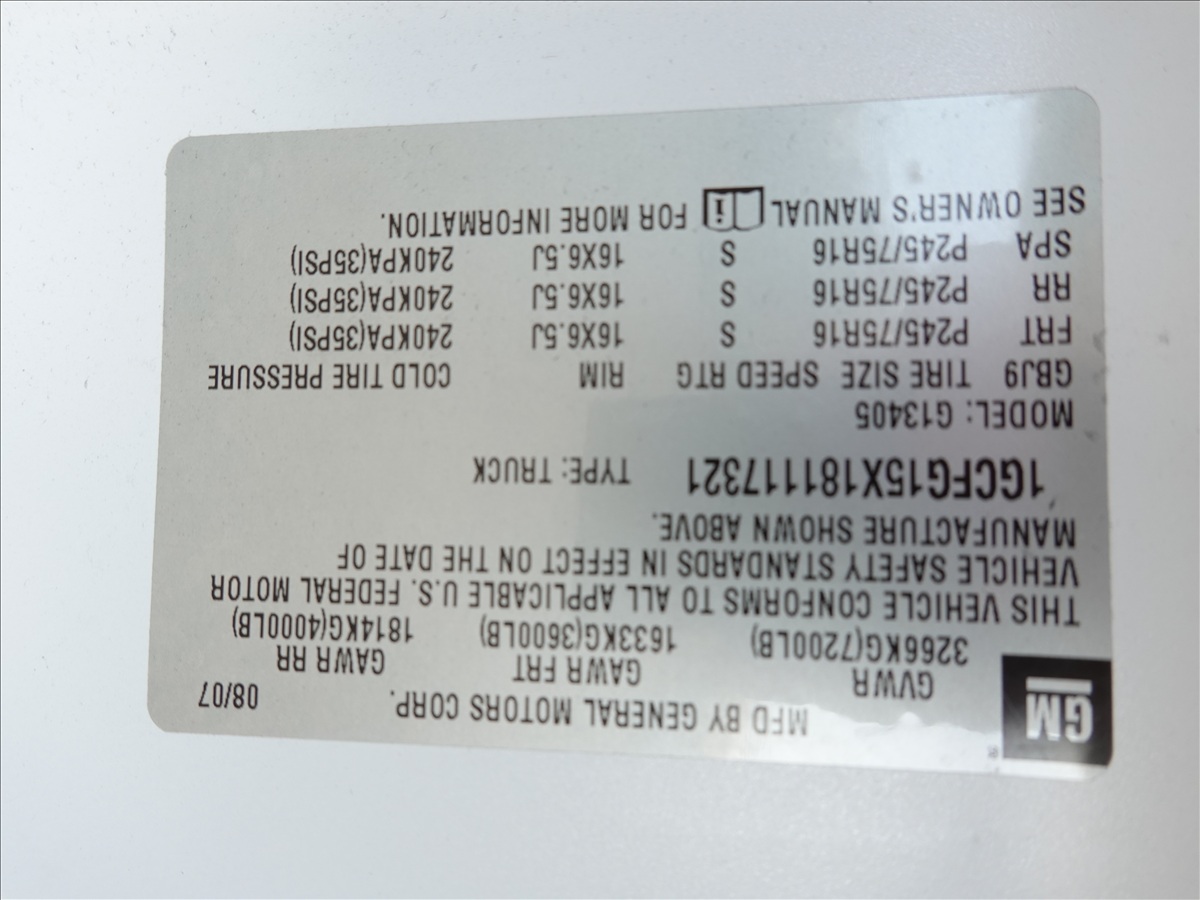 GM
MFD BY GENERAL MOTORS CORP. 08/07
GVWR GAWR FRT GAWR RR
3266KG(7200LB) 1633KG(3600LB) 1814KG(4000LB)
THIS VEHICLE CONFORMS TO ALL APPLICABLE U.S. FEDERAL MOTOR
VEHICLE SAFETY STANDARDS IN EFFECT ON THE DATE OF
MANUFACTURE SHOWN ABOVE.
1GCFG15X181117321 TYPE: TRUCK
MODEL: G13405
GBJ9 TIRE SIZE SPEED RTG RIM COLD TIRE PRESSURE
FRT P245/75R16 S 16X6.5J 240KPA(35PSI)
RR P245/75R16 S 16X6.5J 240KPA(35PSI)
SPA P245/75R16 S 16X6.5J 240KPA(35PSI)
SEE OWNER'S MANUAL i FOR MORE INFORMATION.